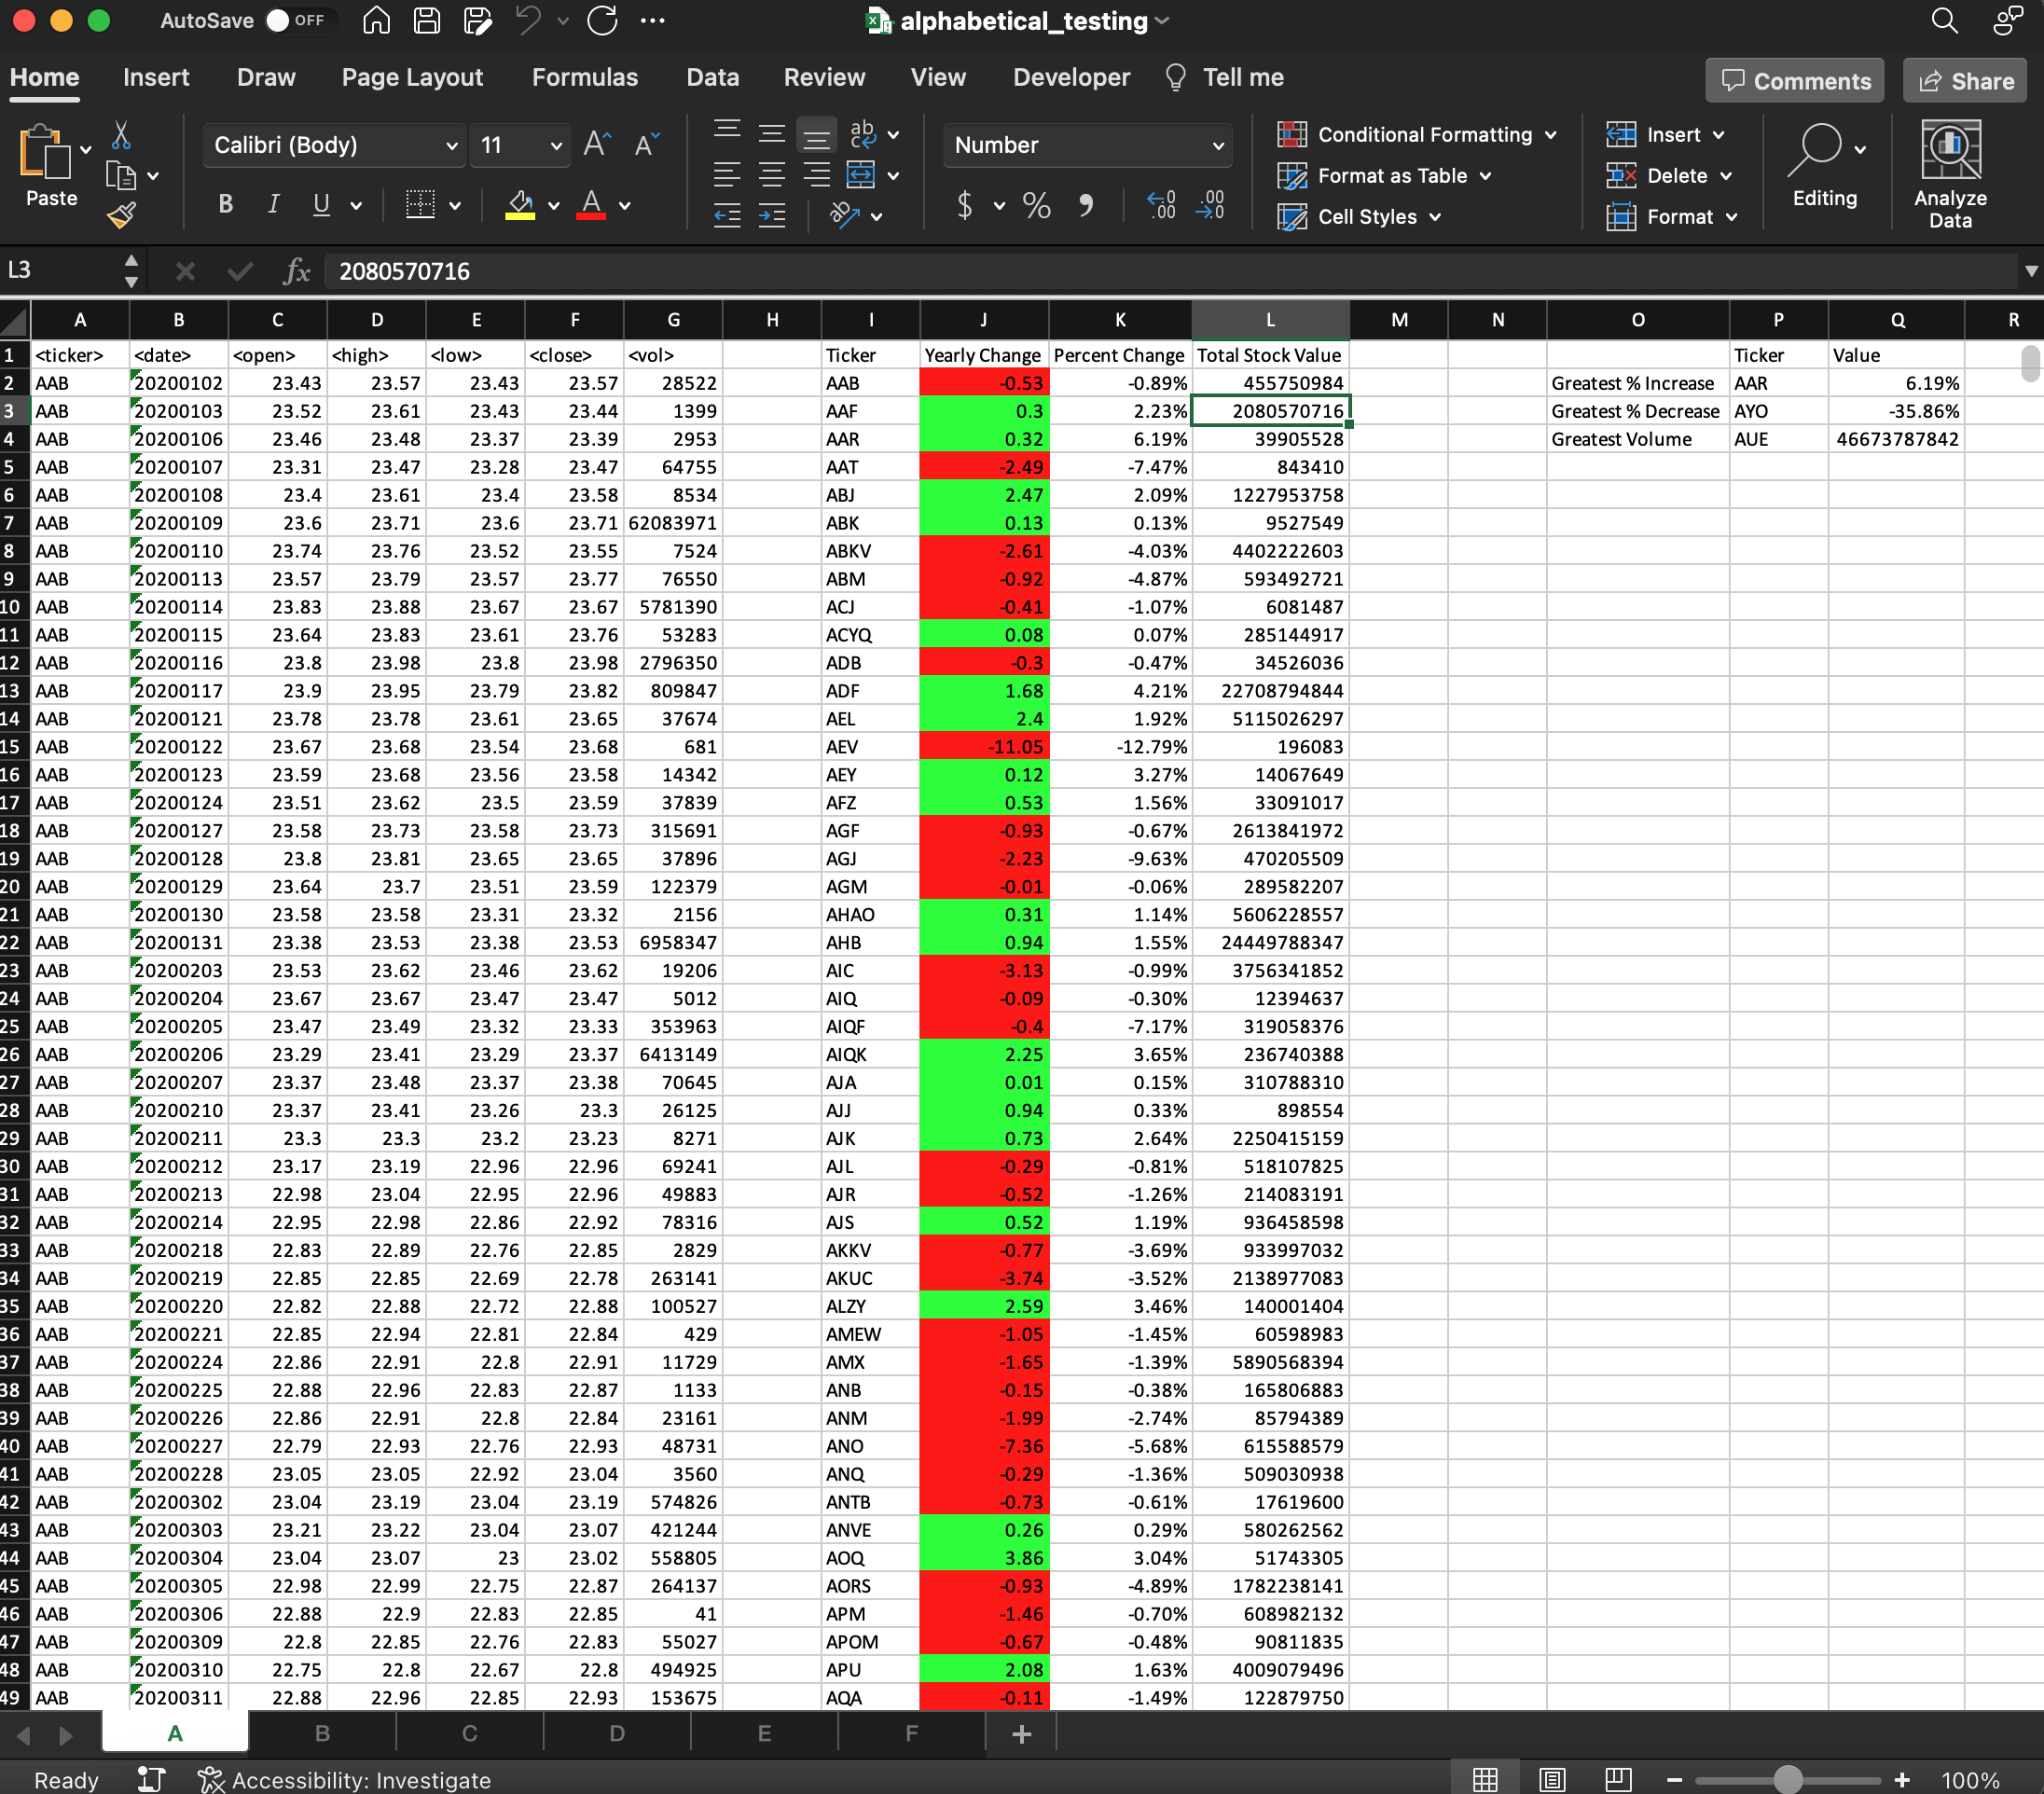 AutoSave OFF alphabetical_testing
Home Insert Draw Page Layout Formulas Data Review View Developer Tell me Comments Share
Paste Calibri (Body) 11 Number Conditional Formatting Format as Table Cell Styles Insert Delete Format Editing Analyze Data
L3 fx 2080570716
A B C D E F G H I J K L M N O P Q R
1 <ticker> <date> <open> <high> <low> <close> <vol> Ticker Yearly Change Percent Change Total Stock Value Ticker Value
2 AAB 20200102 23.43 23.57 23.43 23.57 28522 AAB -0.53 -0.89% 455750984 Greatest % Increase AAR 6.19%
3 AAB 20200103 23.52 23.61 23.43 23.44 1399 AAF 0.3 2.23% 2080570716 Greatest % Decrease AYO -35.86%
4 AAB 20200106 23.46 23.48 23.37 23.39 2953 AAR 0.32 6.19% 39905528 Greatest Volume AUE 46673787842
5 AAB 20200107 23.31 23.47 23.28 23.47 64755 AAT -2.49 -7.47% 843410
6 AAB 20200108 23.4 23.61 23.4 23.58 8534 ABJ 2.47 2.09% 1227953758
7 AAB 20200109 23.6 23.71 23.6 23.71 62083971 ABK 0.13 0.13% 9527549
8 AAB 20200110 23.74 23.76 23.52 23.55 7524 ABKV -2.61 -4.03% 4402222603
9 AAB 20200113 23.57 23.79 23.57 23.77 76550 ABM -0.92 -4.87% 593492721
10 AAB 20200114 23.83 23.88 23.67 23.67 5781390 ACJ -0.41 -1.07% 6081487
11 AAB 20200115 23.64 23.83 23.61 23.76 53283 ACYQ 0.08 0.07% 285144917
12 AAB 20200116 23.8 23.98 23.8 23.98 2796350 ADB -0.3 -0.47% 34526036
13 AAB 20200117 23.9 23.95 23.79 23.82 809847 ADF 1.68 4.21% 22708794844
14 AAB 20200121 23.78 23.78 23.61 23.65 37674 AEL 2.4 1.92% 5115026297
15 AAB 20200122 23.67 23.68 23.54 23.68 681 AEV -11.05 -12.79% 196083
16 AAB 20200123 23.59 23.68 23.56 23.58 14342 AEY 0.12 3.27% 14067649
17 AAB 20200124 23.51 23.62 23.5 23.59 37839 AFZ 0.53 1.56% 33091017
18 AAB 20200127 23.58 23.73 23.58 23.73 315691 AGF -0.93 -0.67% 2613841972
19 AAB 20200128 23.8 23.81 23.65 23.65 37896 AGJ -2.23 -9.63% 470205509
20 AAB 20200129 23.64 23.7 23.51 23.59 122379 AGM -0.01 -0.06% 289582207
21 AAB 20200130 23.58 23.58 23.31 23.32 2156 AHAO 0.31 1.14% 5606228557
22 AAB 20200131 23.38 23.53 23.38 23.53 6958347 AHB 0.94 1.55% 24449788347
23 AAB 20200203 23.53 23.62 23.46 23.62 19206 AIC -3.13 -0.99% 3756341852
24 AAB 20200204 23.67 23.67 23.47 23.47 5012 AIQ -0.09 -0.30% 12394637
25 AAB 20200205 23.47 23.49 23.32 23.33 353963 AIQF -0.4 -7.17% 319058376
26 AAB 20200206 23.29 23.41 23.29 23.37 6413149 AIQK 2.25 3.65% 236740388
27 AAB 20200207 23.37 23.48 23.37 23.38 70645 AJA 0.01 0.15% 310788310
28 AAB 20200210 23.37 23.41 23.26 23.3 26125 AJJ 0.94 0.33% 898554
29 AAB 20200211 23.3 23.3 23.2 23.23 8271 AJK 0.73 2.64% 2250415159
30 AAB 20200212 23.17 23.19 22.96 22.96 69241 AJL -0.29 -0.81% 518107825
31 AAB 20200213 22.98 23.04 22.95 22.96 49883 AJR -0.52 -1.26% 214083191
32 AAB 20200214 22.95 22.98 22.86 22.92 78316 AJS 0.52 1.19% 936458598
33 AAB 20200218 22.83 22.89 22.76 22.85 2829 AKKV -0.77 -3.69% 933997032
34 AAB 20200219 22.85 22.85 22.69 22.78 263141 AKUC -3.74 -3.52% 2138977083
35 AAB 20200220 22.82 22.88 22.72 22.88 100527 ALZY 2.59 3.46% 140001404
36 AAB 20200221 22.85 22.94 22.81 22.84 429 AMEW -1.05 -1.45% 60598983
37 AAB 20200224 22.86 22.91 22.8 22.91 11729 AMX -1.65 -1.39% 5890568394
38 AAB 20200225 22.88 22.96 22.83 22.87 1133 ANB -0.15 -0.38% 165806883
39 AAB 20200226 22.86 22.91 22.8 22.84 23161 ANM -1.99 -2.74% 85794389
40 AAB 20200227 22.79 22.93 22.76 22.93 48731 ANO -7.36 -5.68% 615588579
41 AAB 20200228 23.05 23.05 22.92 23.04 3560 ANQ -0.29 -1.36% 509030938
42 AAB 20200302 23.04 23.19 23.04 23.19 574826 ANTB -0.73 -0.61% 17619600
43 AAB 20200303 23.21 23.22 23.04 23.07 421244 ANVE 0.26 0.29% 580262562
44 AAB 20200304 23.04 23.07 23 23.02 558805 AOQ 3.86 3.04% 51743305
45 AAB 20200305 22.98 22.99 22.75 22.87 264137 AORS -0.93 -4.89% 1782238141
46 AAB 20200306 22.88 22.9 22.83 22.85 41 APM -1.46 -0.70% 608982132
47 AAB 20200309 22.8 22.85 22.76 22.83 55027 APOM -0.67 -0.48% 90811835
48 AAB 20200310 22.75 22.8 22.67 22.8 494925 APU 2.08 1.63% 4009079496
49 AAB 20200311 22.88 22.96 22.85 22.93 153675 AQA -0.11 -1.49% 122879750
A B C D E F +
Ready Accessibility: Investigate 100%